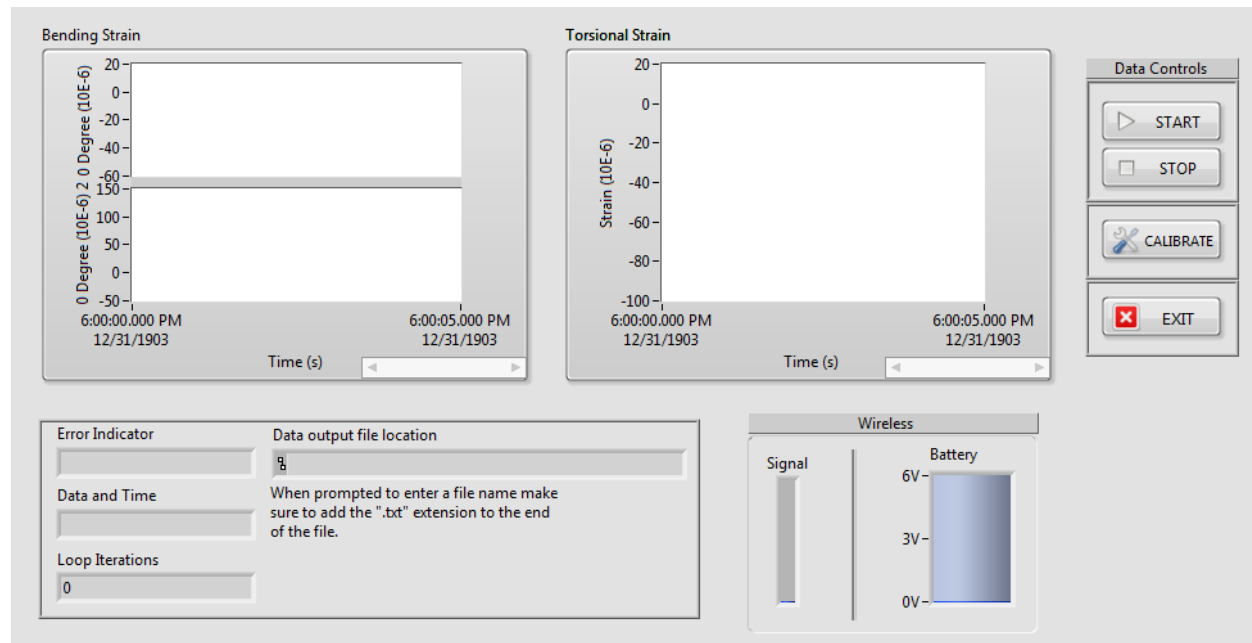 Bending Strain
20
0
-20
-40
-60
0 Degree (10E-6) 2
150
100
50
0
-50
0 Degree (10E-6)
6:00:00.000 PM
12/31/1903
6:00:05.000 PM
12/31/1903
Time (s)
Torsional Strain
20
0
-20
-40
-60
-80
-100
Strain (10E-6)
6:00:00.000 PM
12/31/1903
6:00:05.000 PM
12/31/1903
Time (s)
Data Controls
START
STOP
CALIBRATE
EXIT
Error Indicator
Data and Time
Loop Iterations
0
Data output file location
When prompted to enter a file name make
sure to add the ".txt" extension to the end
of the file.
Wireless
Signal
Battery
6V
3V
0V